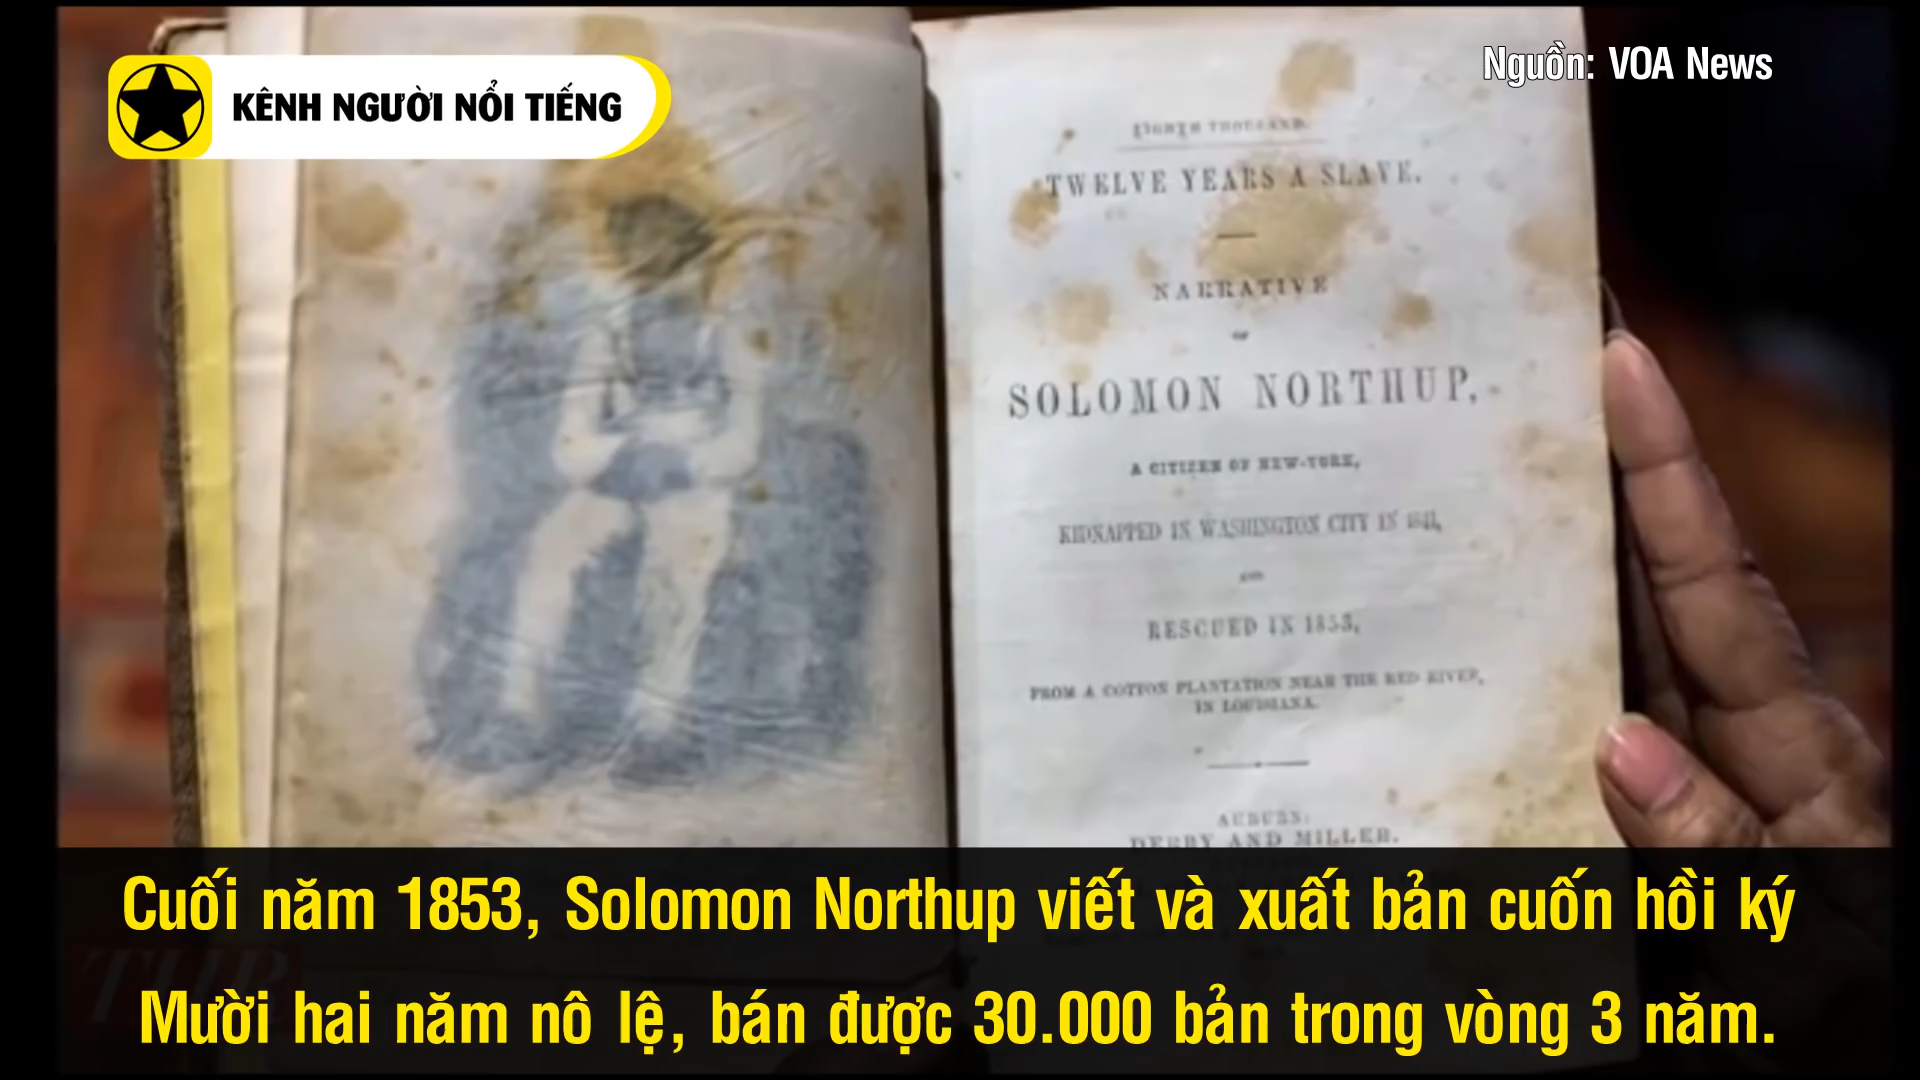 KÊNH NGƯỜI NỔI TIẾNG
Nguồn: VOA News
EIGHTH THOUSAND.
TWELVE YEARS A SLAVE.
NARRATIVE
OF
SOLOMON NORTHUP,
A CITIZEN OF NEW-YORK,
KIDNAPPED IN WASHINGTON CITY IN 1841,
AND
RESCUED IN 1853,
FROM A COTTON PLANTATION NEAR THE RED RIVER,
IN LOUISIANA.
AUBURN:
DERBY AND MILLER.
Cuối năm 1853, Solomon Northup viết và xuất bản cuốn hồi ký
Mười hai năm nô lệ, bán được 30.000 bản trong vòng 3 năm.